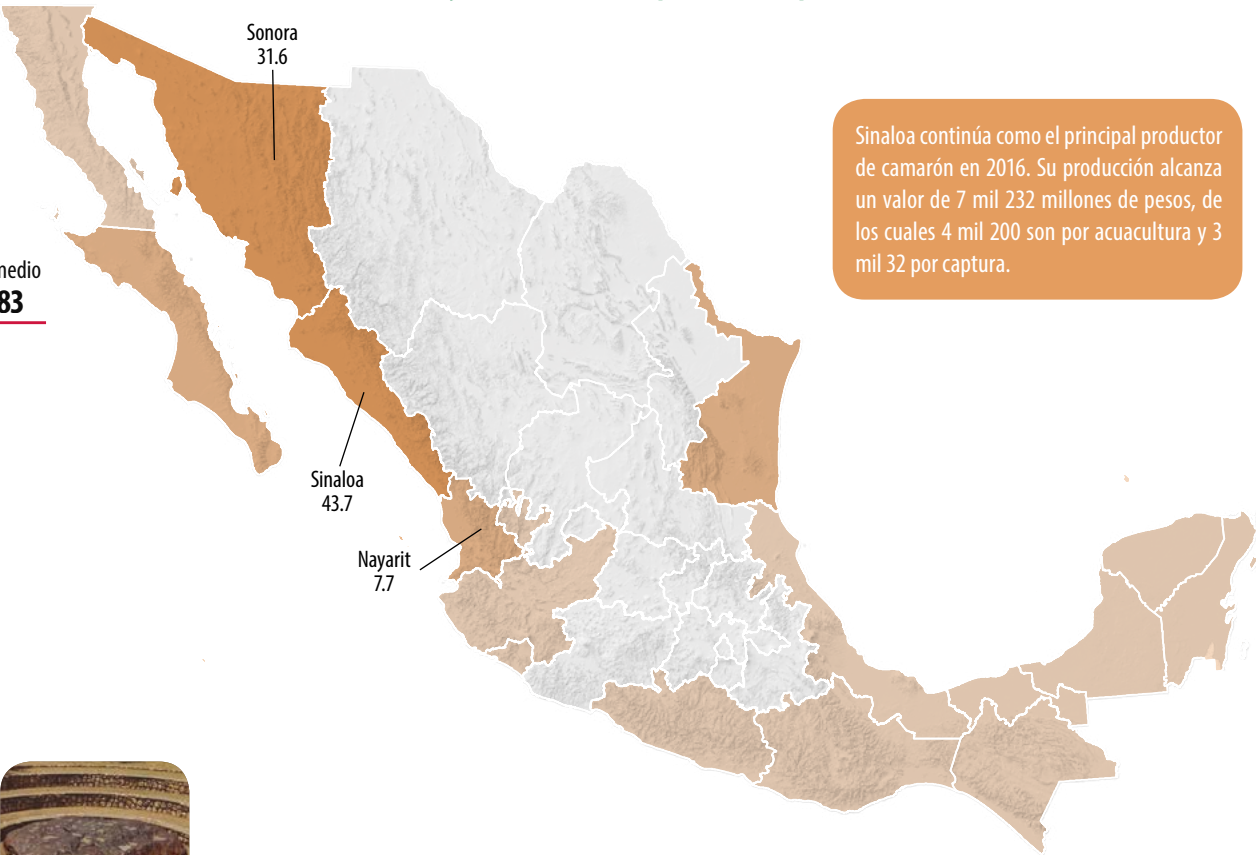 Sonora
31.6
Sinaloa continúa como el principal productor
de camarón en 2016. Su producción alcanza
un valor de 7 mil 232 millones de pesos, de
los cuales 4 mil 200 son por acuacultura y 3
mil 32 por captura.
83
Sinaloa
43.7
Nayarit
7.7